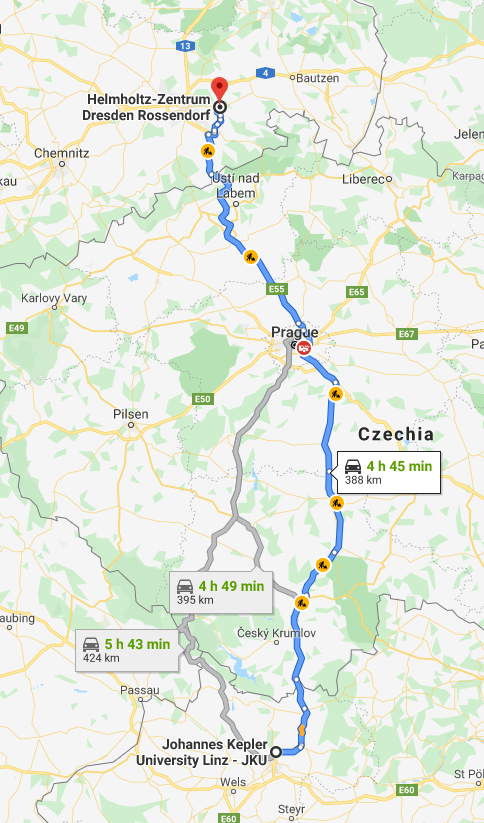 13
4
Bautzen
Helmholtz-Zentrum
Dresden Rossendorf
Jelen
Chemnitz
Ústí nad
Labem
Liberec
Karpac
kau
Karlovy Vary
E55
E65
E49
Prague
E67
Pa
E50
Pilsen
Czechia
4 h 45 min
388 km
4 h 49 min
395 km
aubing
Český Krumlov
5 h 43 min
424 km
Passau
Johannes Kepler
University Linz - JKU
Wels
St Pöl
E60
Steyr
E60